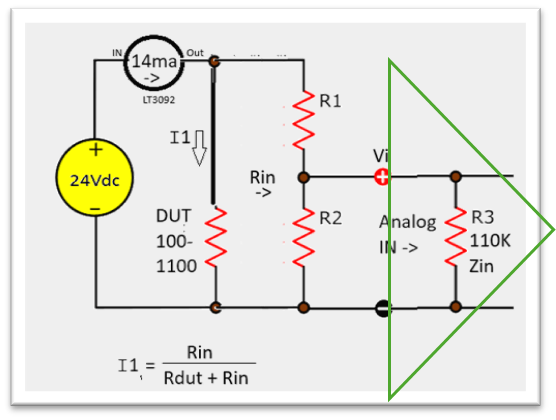 IN
14ma
->
Out
LT3092
R1
I1
Vi
+
24Vdc
−
Rin
->
DUT
100-
1100
R2
Analog
IN ->
R3
110K
Zin
I1 = Rin
Rdut + Rin